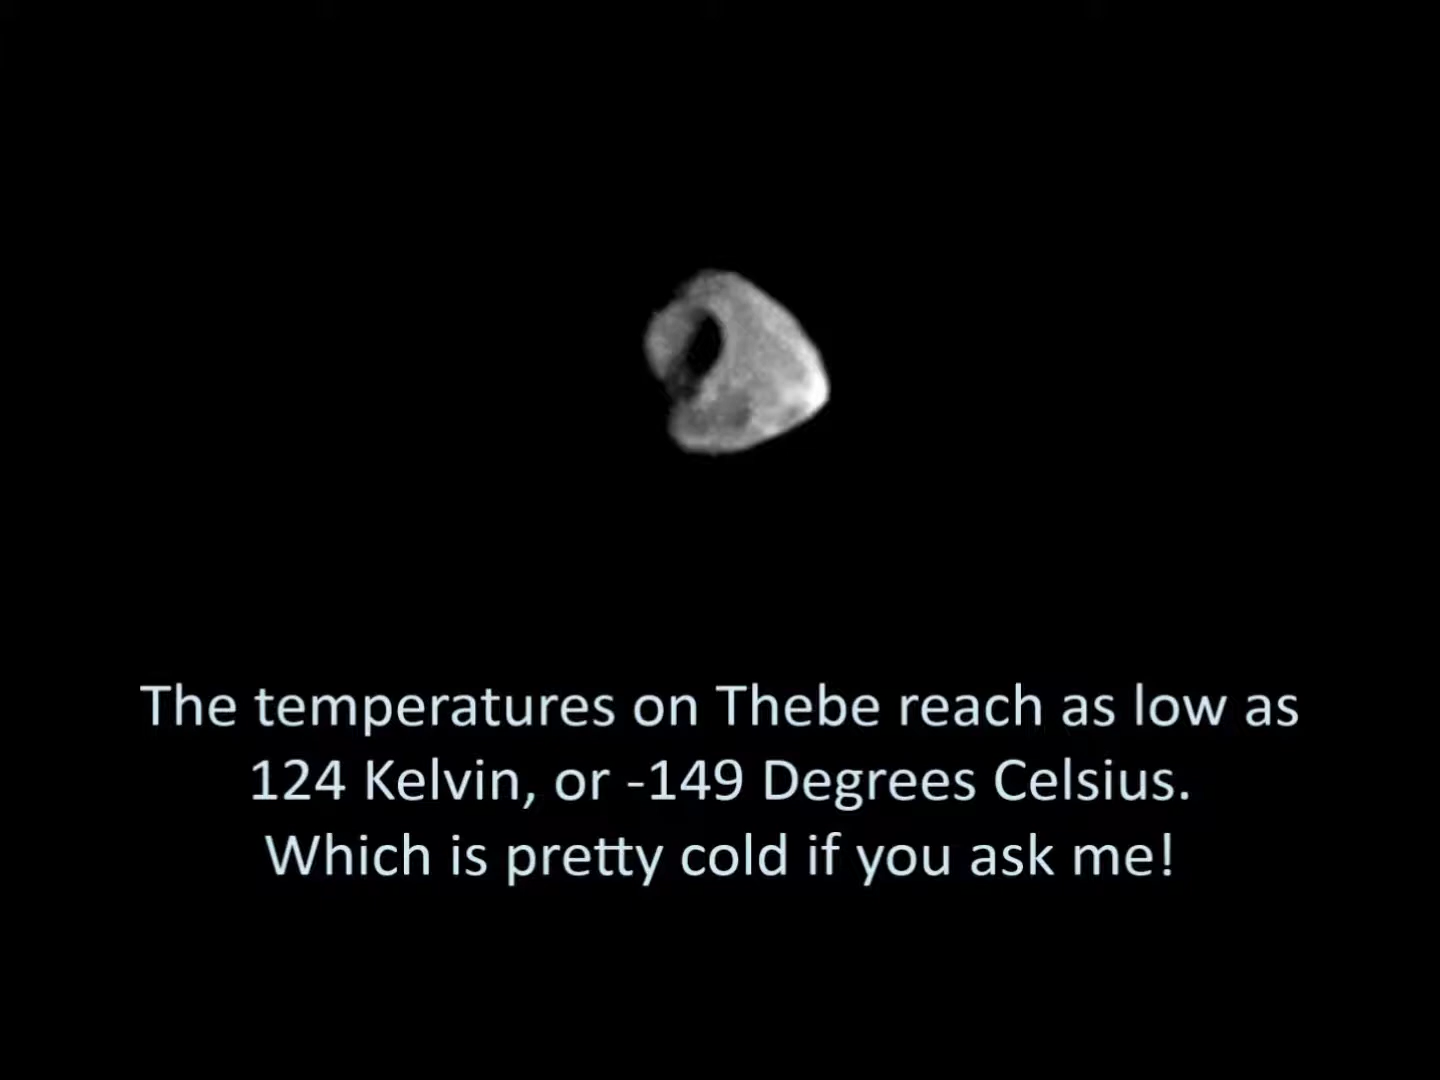 The temperatures on Thebe reach as low as
124 Kelvin, or -149 Degrees Celsius.
Which is pretty cold if you ask me!